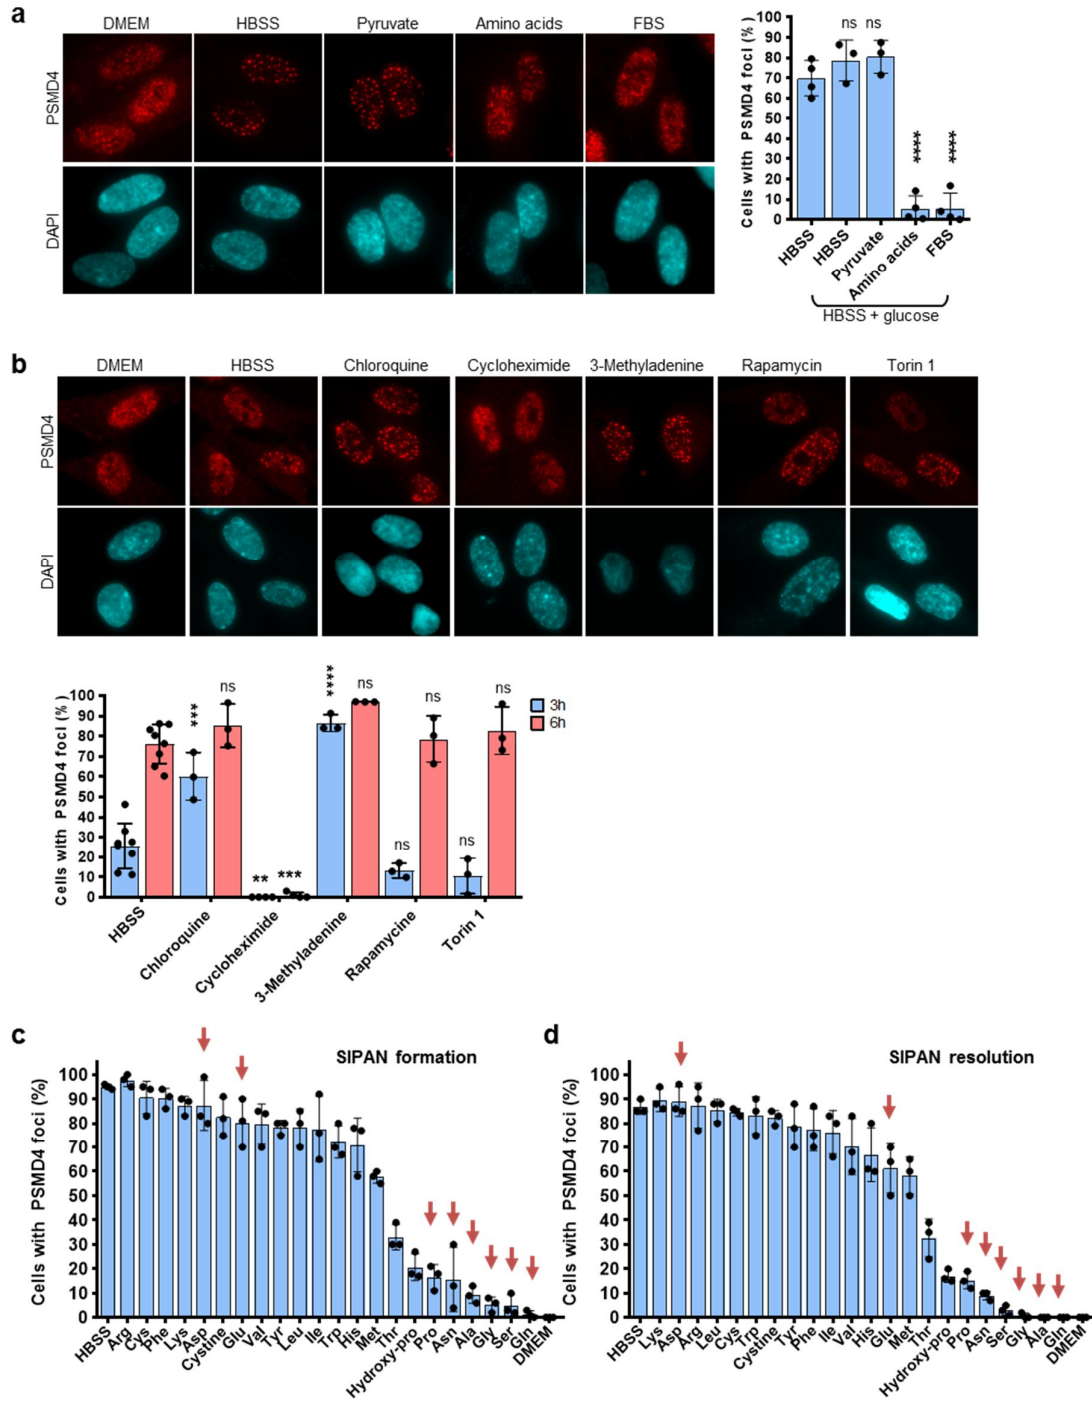 a
DMEM HBSS Pyruvate Amino acids FBS
PSMD4
DAPI
Cells with PSMD4 foci (%)
100
90
80
70
60
50
40
30
20
10
0
ns ns
**** ****
HBSS HBSS Pyruvate Amino acids FBS
HBSS + glucose
b
DMEM HBSS Chloroquine Cycloheximide 3-Methyladenine Rapamycin Torin 1
PSMD4
DAPI
Cells with PSMD4 foci (%)
100
90
80
70
60
50
40
30
20
10
0
*** ns ** *** **** ns ns ns ns ns
3h
6h
HBSS Chloroquine Cycloheximide 3-Methyladenine Rapamycine Torin 1
c
SIPAN formation
Cells with PSMD4 foci (%)
100
90
80
70
60
50
40
30
20
10
0
HBSS Arg Cys Phe Lys Asp Cystine Glu Val Tyr Leu Ile Trp His Met Thr Hydroxy-pro Pro Asn Ala Gly Ser Gln DMEM
d
SIPAN resolution
Cells with PSMD4 foci (%)
100
90
80
70
60
50
40
30
20
10
0
HBSS Lys Asp Arg Leu Cys Trp Cystine Tyr Phe Ile Val His Glu Met Thr Hydroxy-pro Pro Asn Ser Gly Ala Gln DMEM